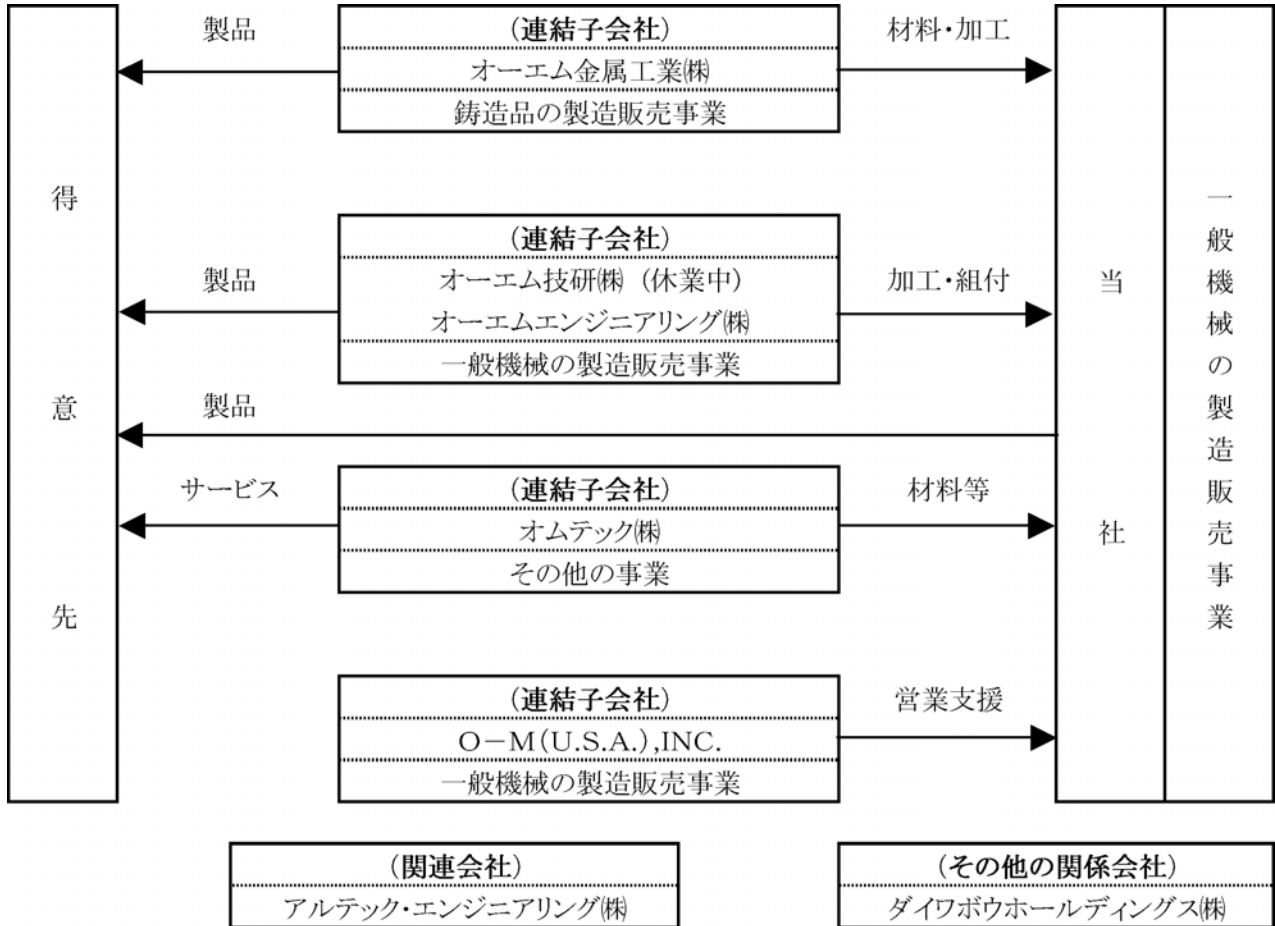 製品
(連結子会社)
オーエム金属工業㈱
鋳造品の製造販売事業
材料・加工
得意先
製品
(連結子会社)
オーエム技研㈱ (休業中)
オーエムエンジニアリング㈱
一般機械の製造販売事業
加工・組付
製品
サービス
(連結子会社)
オムテック㈱
その他の事業
材料等
(連結子会社)
O-M(U.S.A.),INC.
一般機械の製造販売事業
営業支援
当社
一般機械の製造販売事業
(関連会社)
アルテック・エンジニアリング㈱
(その他の関係会社)
ダイワボウホールディングス㈱